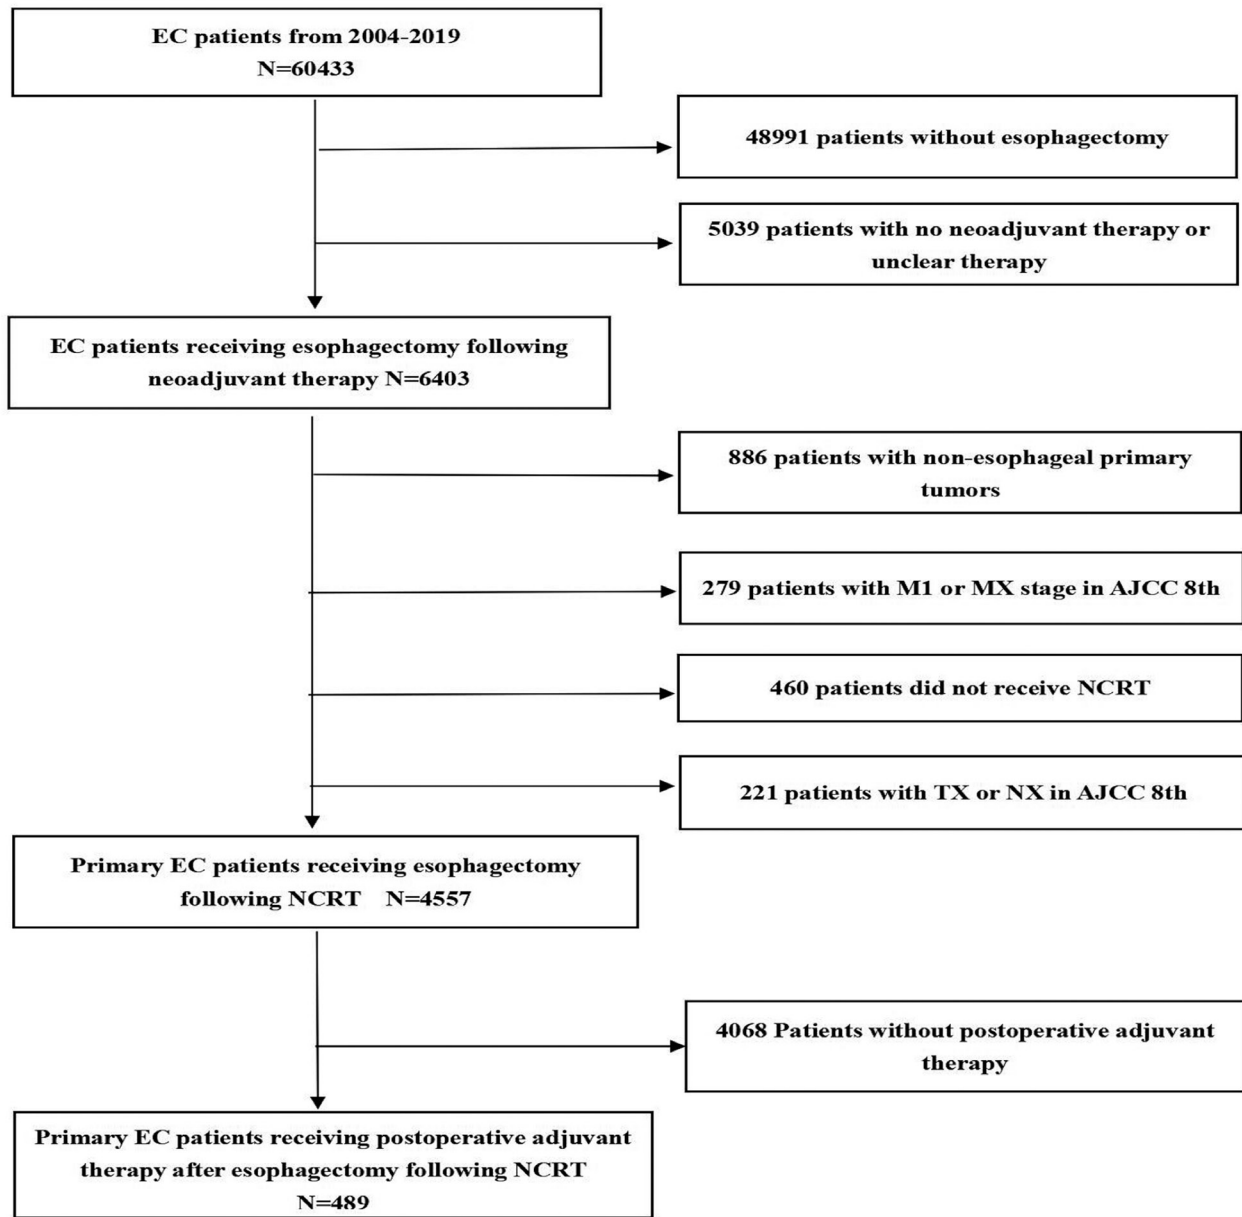 EC patients from 2004-2019
N=60433
48991 patients without esophagectomy
5039 patients with no neoadjuvant therapy or
unclear therapy
EC patients receiving esophagectomy following
neoadjuvant therapy N=6403
886 patients with non-esophageal primary
tumors
279 patients with M1 or MX stage in AJCC 8th
460 patients did not receive NCRT
221 patients with TX or NX in AJCC 8th
Primary EC patients receiving esophagectomy
following NCRT N=4557
4068 Patients without postoperative adjuvant
therapy
Primary EC patients receiving postoperative adjuvant
therapy after esophagectomy following NCRT
N=489